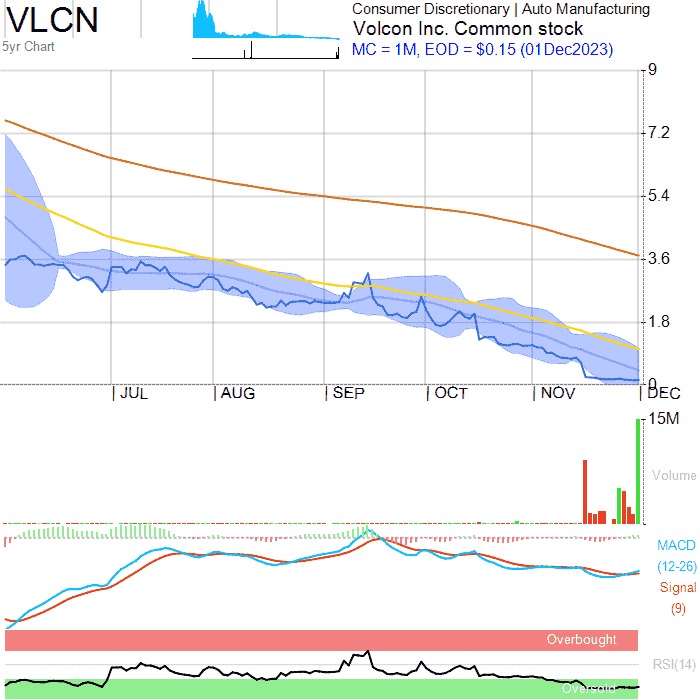 VLCN
5yr Chart
Consumer Discretionary | Auto Manufacturing
Volcon Inc. Common stock
MC = 1M, EOD = $0.15 (01Dec2023)
9
7.2
5.4
3.6
1.8
0
JUL AUG SEP OCT NOV DEC
15M
Volume
MACD
(12-26)
Signal
(9)
Overbought
RSI(14)
Oversold